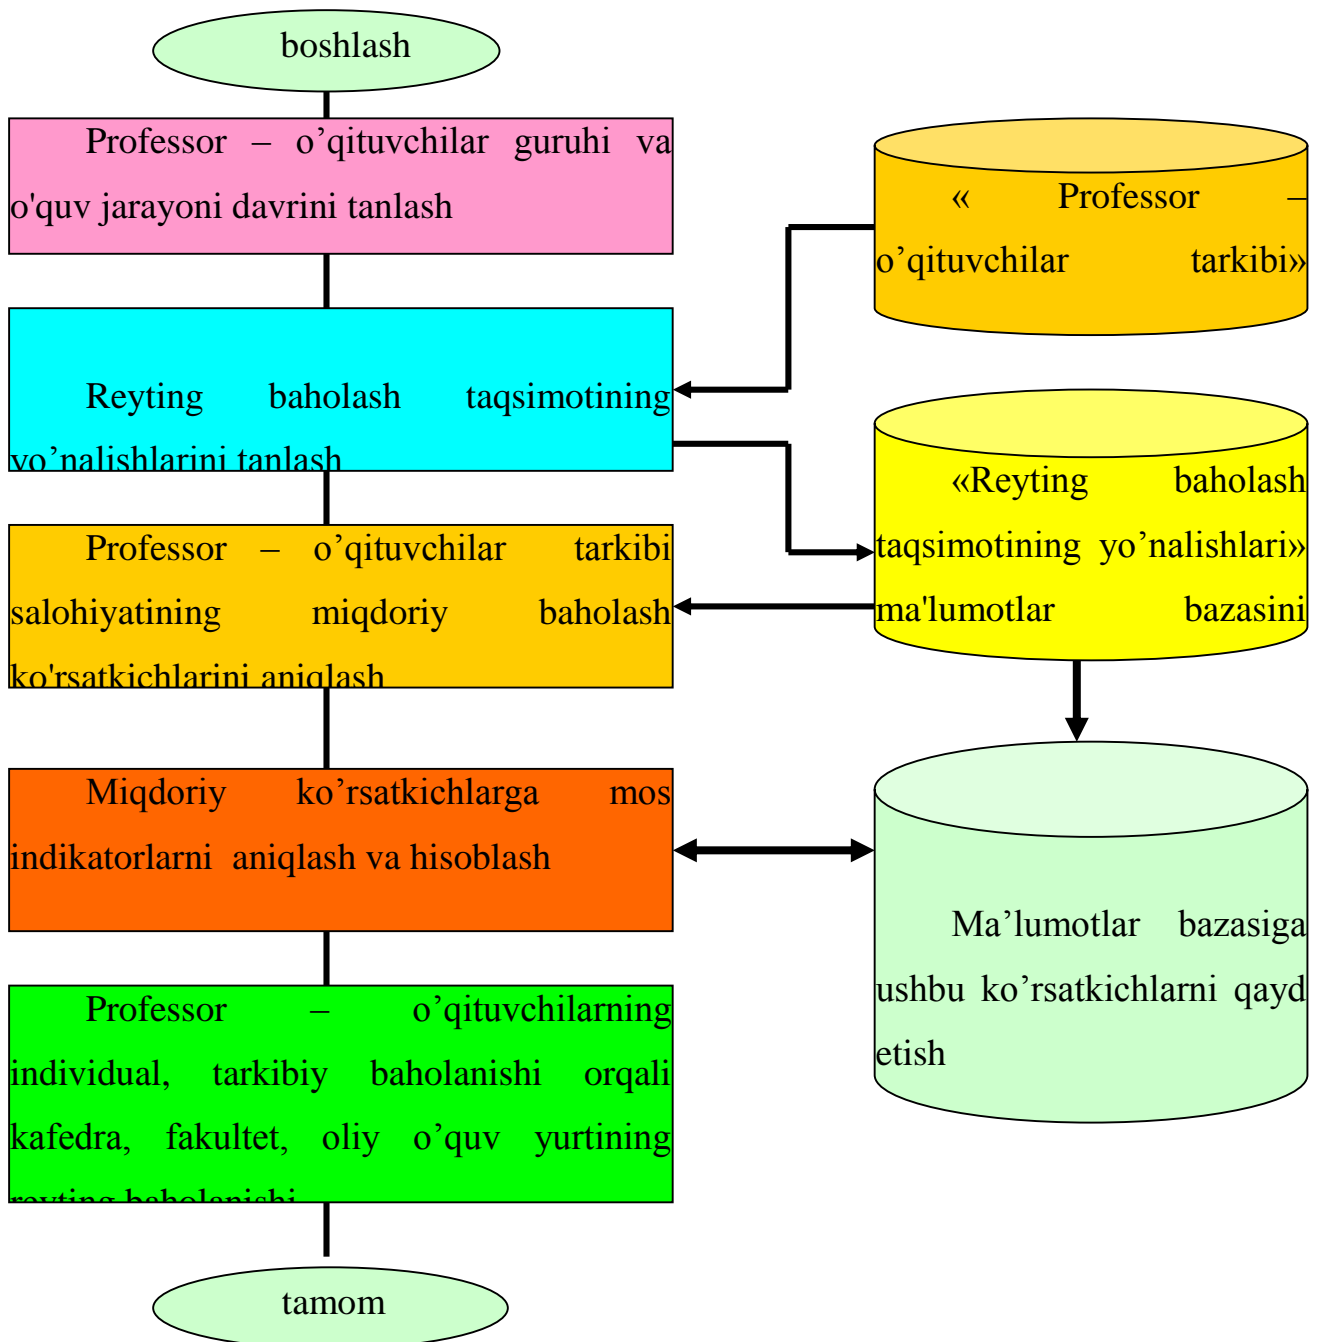 boshlash
Professor – o’qituvchilar guruhi va
o'quv jarayoni davrini tanlash
« Professor –
o’qituvchilar tarkibi»
Reyting baholash taqsimotining
yo’nalishlarini tanlash
«Reyting baholash
taqsimotining yo’nalishlari»
ma'lumotlar bazasini
Professor – o’qituvchilar tarkibi
salohiyatining miqdoriy baholash
ko'rsatkichlarini aniqlash
Miqdoriy ko’rsatkichlarga mos
indikatorlarni aniqlash va hisoblash
Ma’lumotlar bazasiga
ushbu ko’rsatkichlarni qayd
etish
Professor – o’qituvchilarning
individual, tarkibiy baholanishi orqali
kafedra, fakultet, oliy o’quv yurtining
reyting baholanishi
tamom